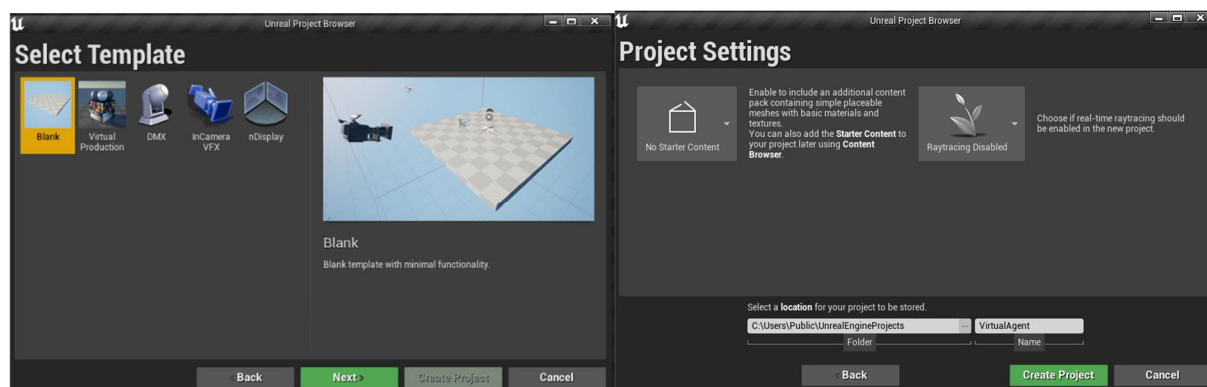 Unreal Project Browser
Select Template
Blank
Virtual
Production
DMX
InCamera
VFX
nDisplay
Blank
Blank template with minimal functionality.
Back
Next >
Create Project
Cancel
Unreal Project Browser
Project Settings
No Starter Content
Enable to include an additional content
pack containing simple placeable
meshes with basic materials and
textures.
You can also add the Starter Content to
your project later using Content
Browser.
Raytracing Disabled
Choose if real-time raytracing should
be enabled in the new project.
Select a location for your project to be stored.
C:\Users\Public\UnrealEngineProjects
...
VirtualAgent
Folder
Name
< Back
Create Project
Cancel